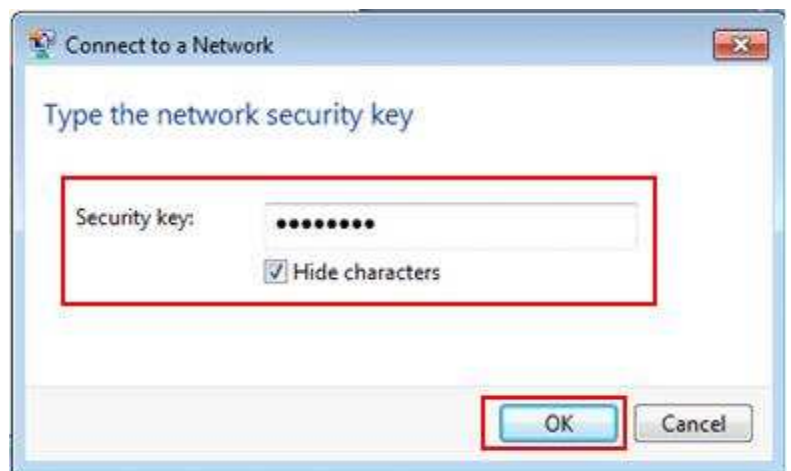 Connect to a Network
Type the network security key
Security key: ••••••••
Hide characters
OK Cancel